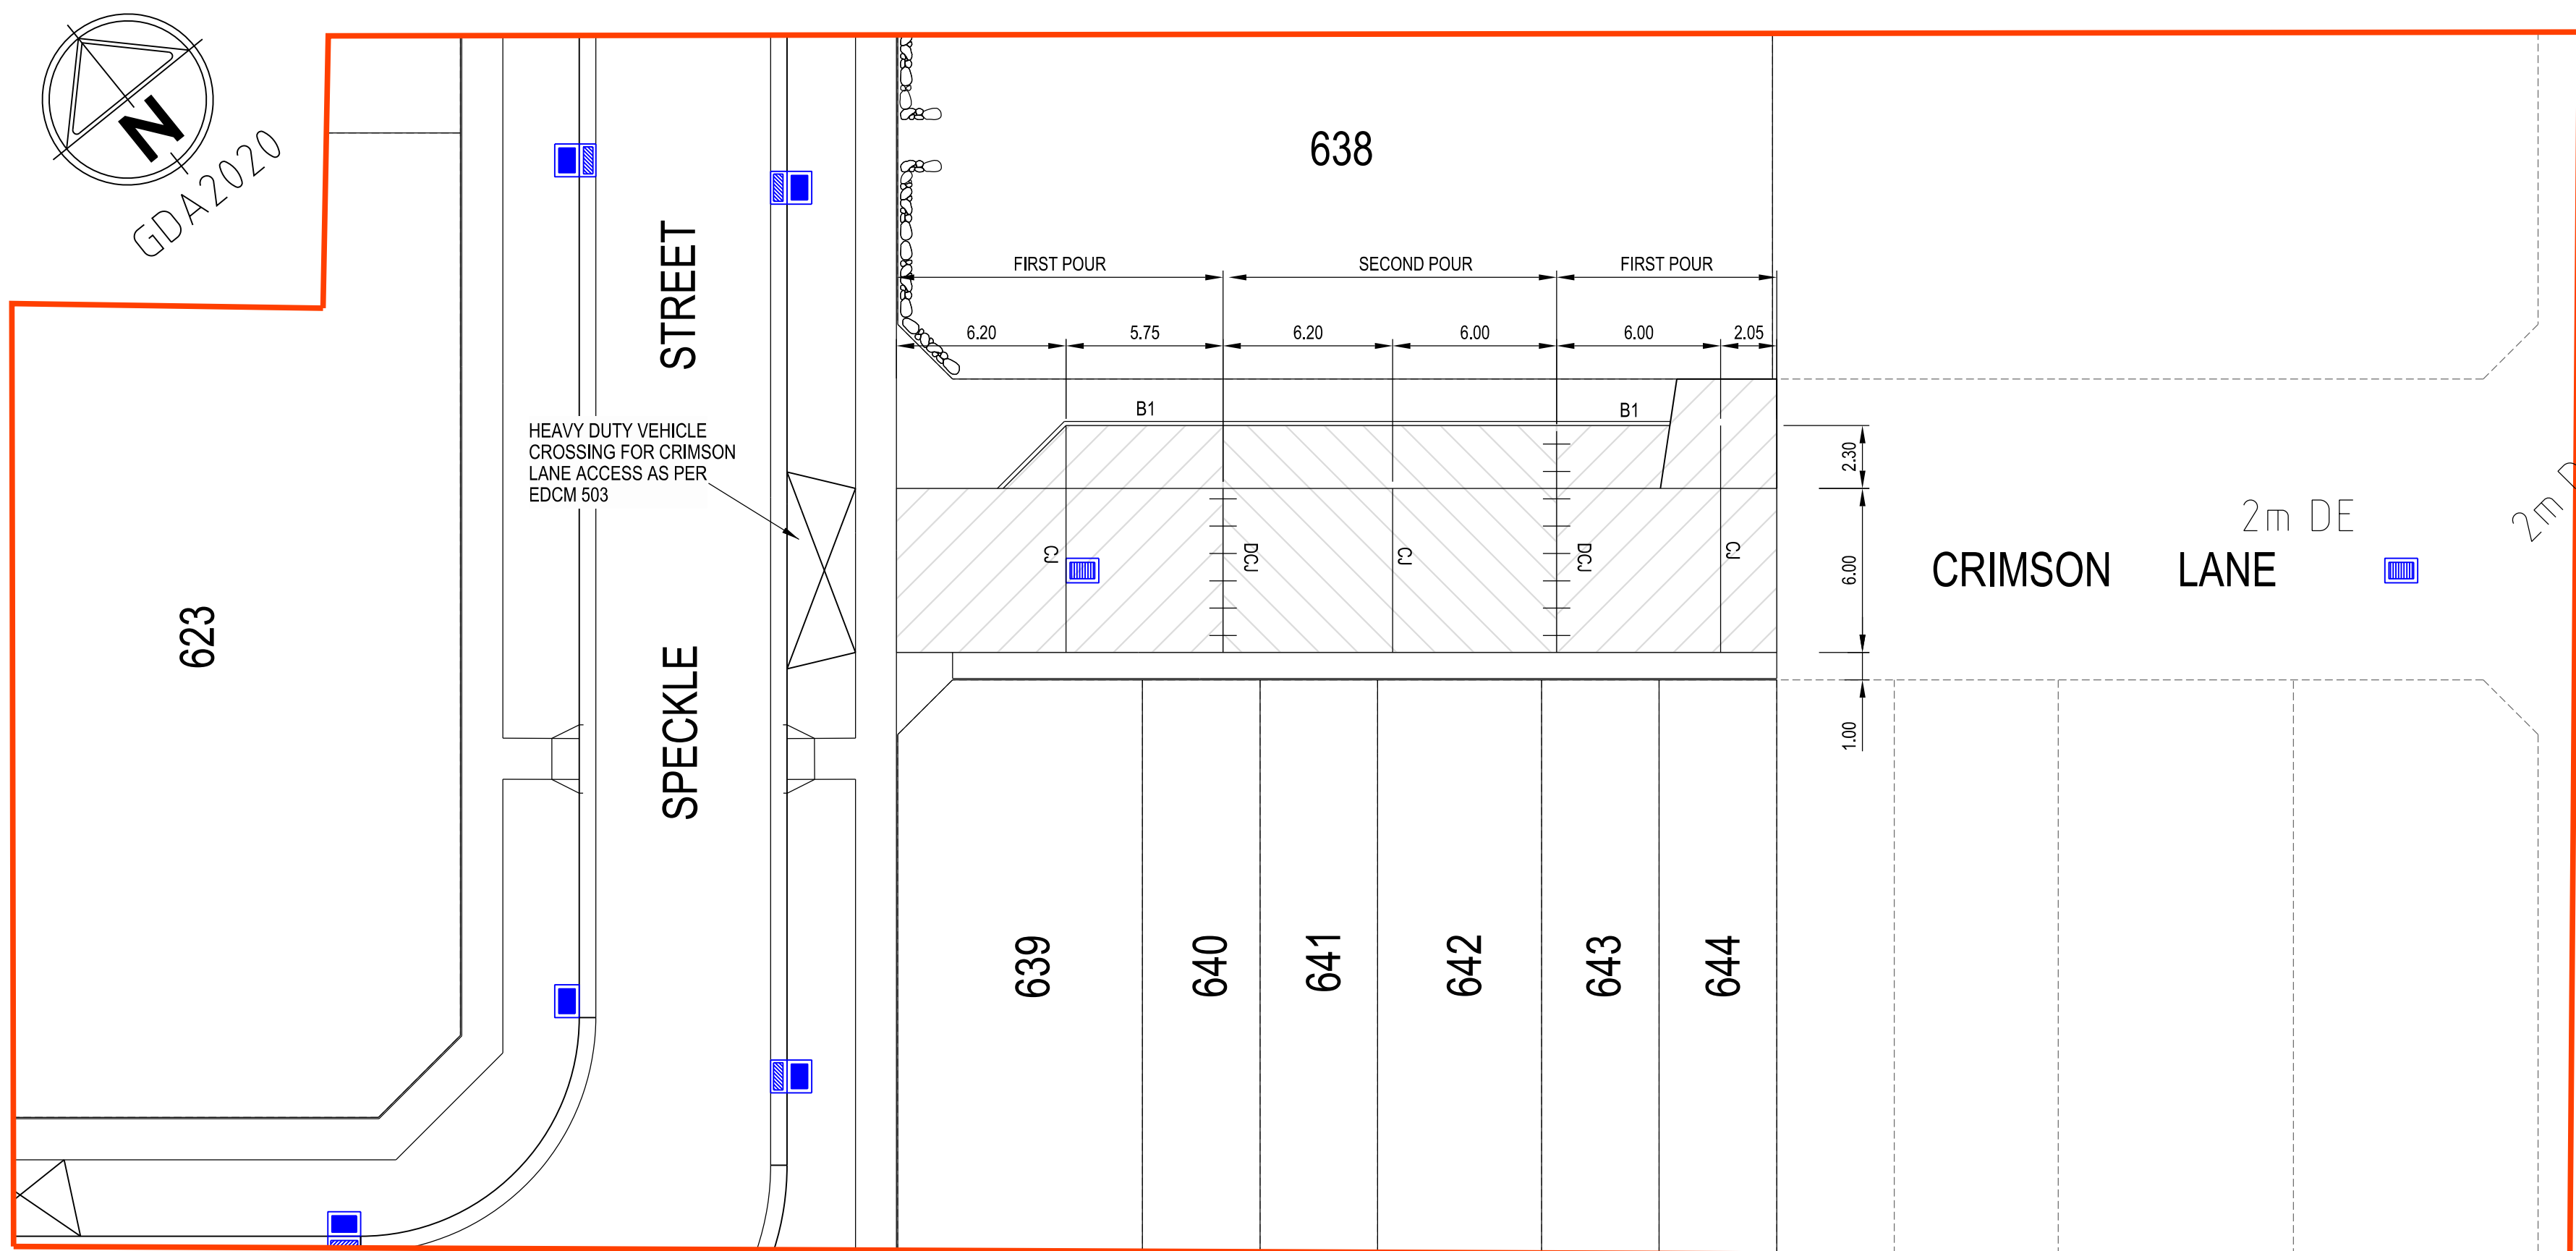 N
GDA2020
638
STREET
FIRST POUR
SECOND POUR
FIRST POUR
6.20
5.75
6.20
6.00
6.00
2.05
B1
B1
HEAVY DUTY VEHICLE
CROSSING FOR CRIMSON
LANE ACCESS AS PER
EDCM 503
2.30
6.00
1.00
CJ
DCJ
CJ
DCJ
CJ
2m DE
2m
CRIMSON LANE
623
SPECKLE
639
640
641
642
643
644